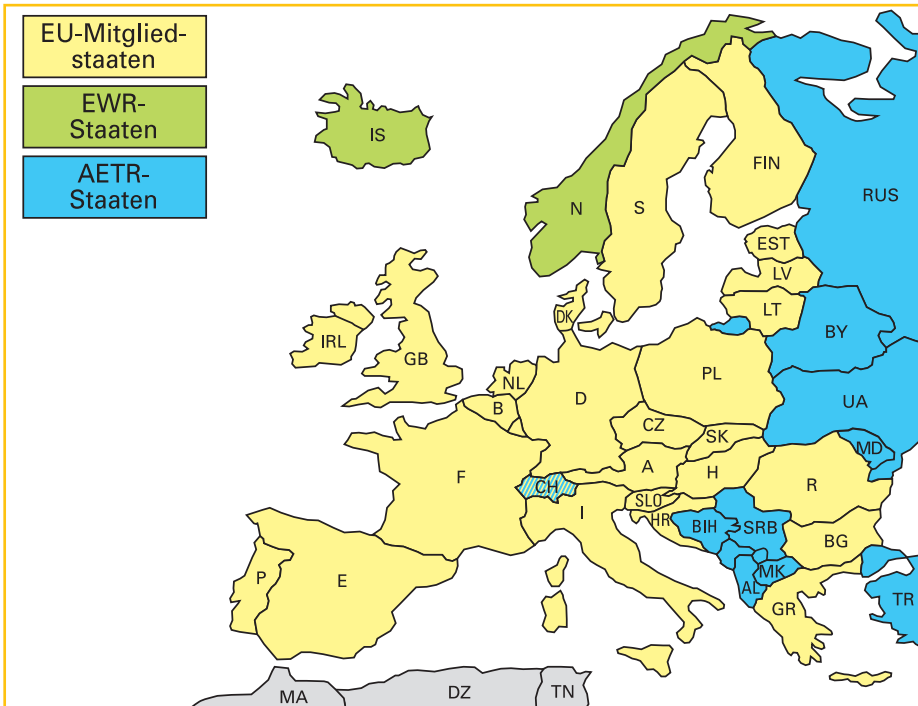 EU-Mitglied-
staaten
EWR-
Staaten
AETR-
Staaten
IS
N
S
FIN
RUS
EST
LV
LT
DK
BY
IRL
GB
NL
B
D
PL
UA
CZ
SK
MD
F
CH
A
H
R
SLO
I
HR
BIH
SRB
BG
P
E
MK
AL
GR
TR
MA
DZ
TN